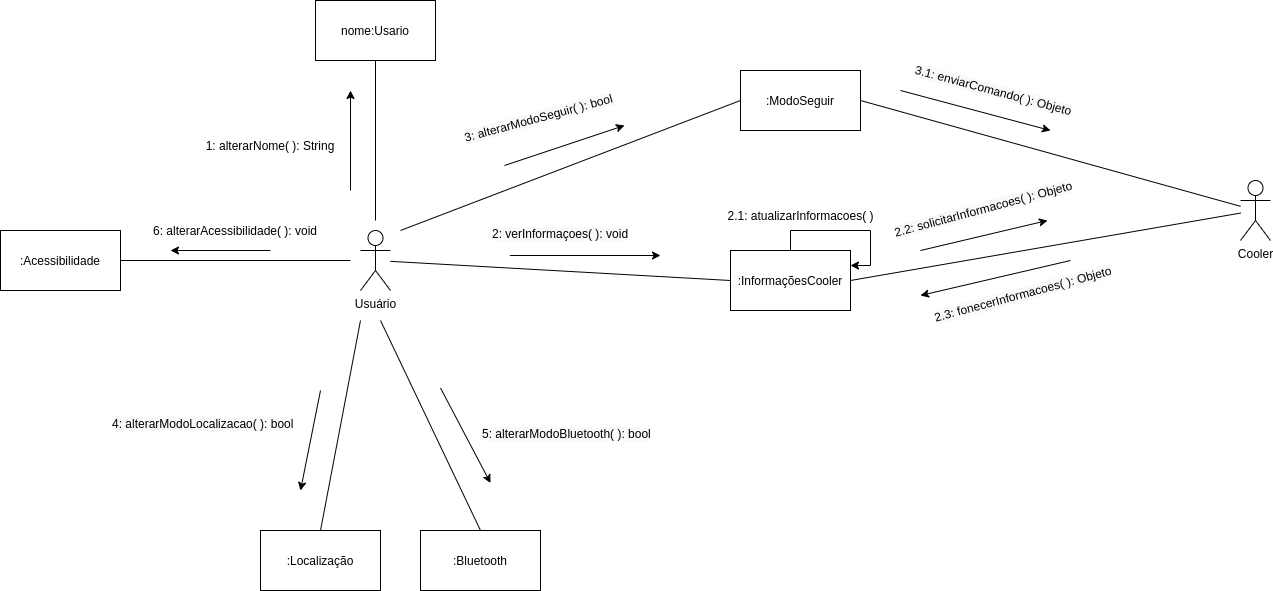 nome:Usario
3.1: enviarComando( ): Objeto
:ModoSeguir
3: alterarModoSeguir( ): bool
1: alterarNome( ): String
2.2: solicitarInformacoes( ): Objeto
2.1: atualizarInformacoes( )
6: alterarAcessibilidade( ): void
2: verInformaçoes( ): void
Cooler
:Acessibilidade
:InformaçõesCooler
2.3: fonecerInformacoes( ): Objeto
Usuário
4: alterarModoLocalizacao( ): bool
5: alterarModoBluetooth( ): bool
:Localização
:Bluetooth